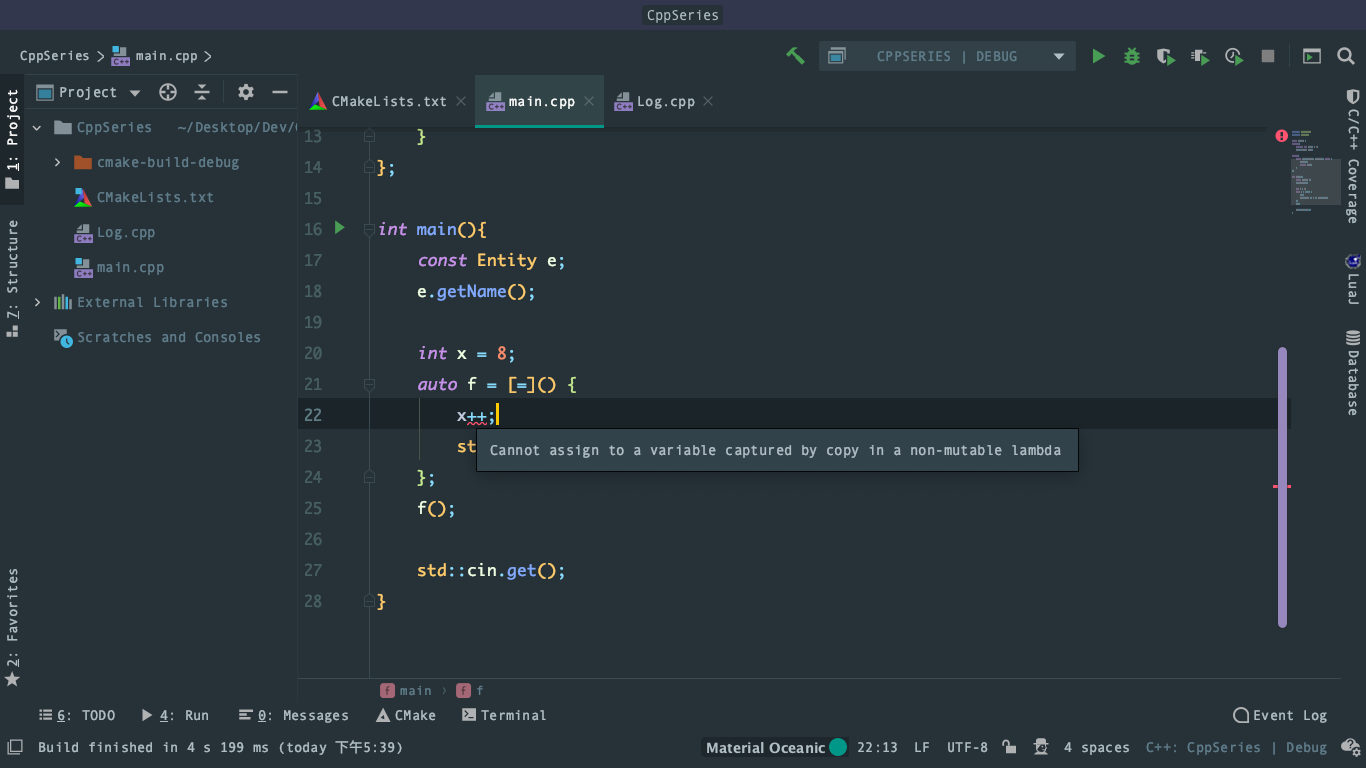 CppSeries
CppSeries > main.cpp >
CPPSERIES | DEBUG
1: Project
Project
CMakeLists.txt
main.cpp
Log.cpp
CppSeries ~/Desktop/Dev/
cmake-build-debug
CMakeLists.txt
Log.cpp
main.cpp
External Libraries
Scratches and Consoles
Z: Structure
2: Favorites
13 }
14 };
15
16 int main(){
17 const Entity e;
18 e.getName();
19
20 int x = 8;
21 auto f = [=]() {
22 x++;
23 st
Cannot assign to a variable captured by copy in a non-mutable lambda
24 };
25 f();
26
27 std::cin.get();
28 }
C/C++ Coverage
LuaJ
Database
main > f
6: TODO
4: Run
0: Messages
CMake
Terminal
Event Log
Build finished in 4 s 199 ms (today 下午5:39)
Material Oceanic
22:13 LF UTF-8 4 spaces C++: CppSeries | Debug